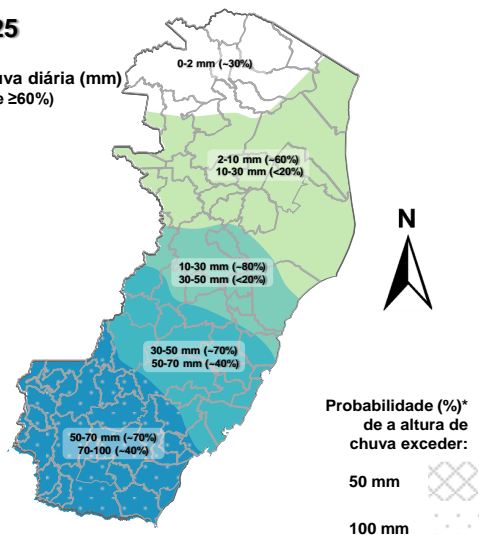 25
uva diária (mm)
e ≥60%)
0-2 mm (~30%)
2-10 mm (~60%)
10-30 mm (<20%)
N
10-30 mm (~80%)
30-50 mm (<20%)
30-50 mm (~70%)
50-70 mm (~40%)
50-70 mm (~70%)
70-100 (~40%)
Probabilidade (%)*
de a altura de
chuva exceder:
50 mm
100 mm